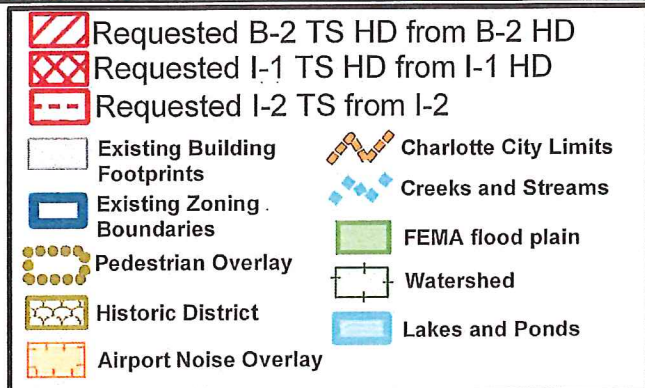 Requested B-2 TS HD from B-2 HD
Requested I-1 TS HD from I-1 HD
Requested I-2 TS from I-2
Existing Building
Footprints
Existing Zoning
Boundaries
Pedestrian Overlay
Historic District
Airport Noise Overlay
Charlotte City Limits
Creeks and Streams
FEMA flood plain
Watershed
Lakes and Ponds